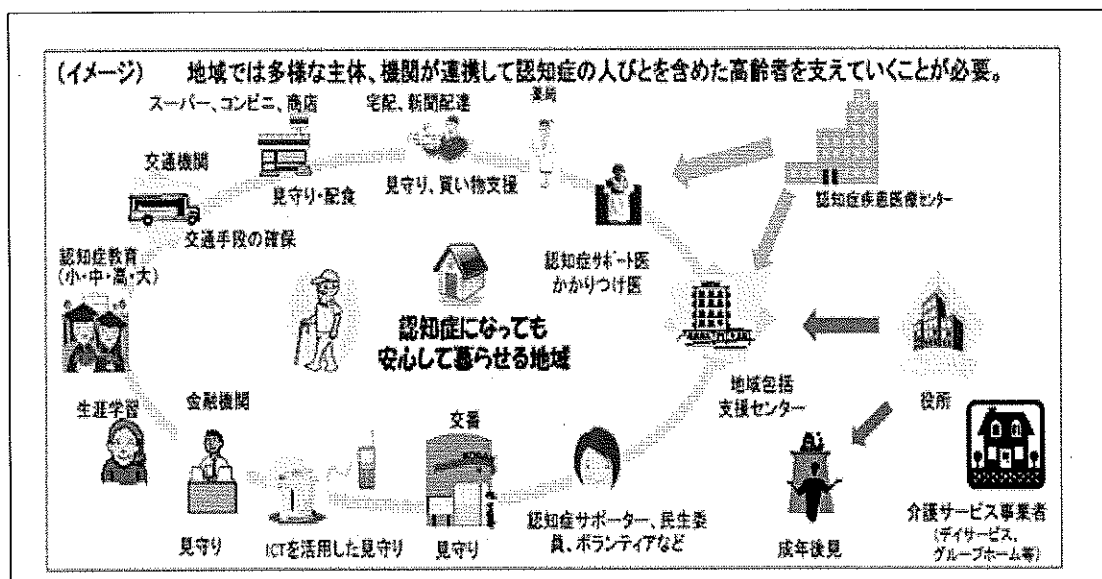 (イメージ) 地域では多様な主体、機関が連携して認知症の人びとを含めた高齢者を支えていくことが必要。
スーパー、コンビニ、商店
宅配、新聞配達
薬局
交通機関
見守り・配食
見守り、買い物支援
認知症疾患医療センター
交通手段の確保
認知症教育
(小・中・高・大)
認知症サポート医
かかりつけ医
認知症になっても
安心して暮らせる地域
地域包括
支援センター
役所
生涯学習
金融機関
交番
KOBAN
見守り
ICTを活用した見守り
見守り
認知症サポーター、民生委
員、ボランティアなど
成年後見
介護サービス事業者
(デイサービス、
グループホーム等)